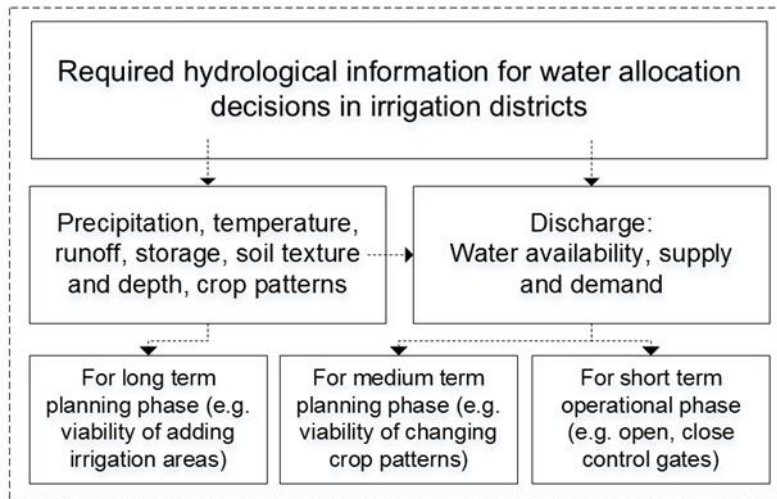 Required hydrological information for water allocation
decisions in irrigation districts
Precipitation, temperature,
runoff, storage, soil texture
and depth, crop patterns
Discharge:
Water availability, supply
and demand
For long term
planning phase (e.g.
viability of adding
irrigation areas)
For medium term
planning phase (e.g.
viability of changing
crop patterns)
For short term
operational phase
(e.g. open, close
control gates)